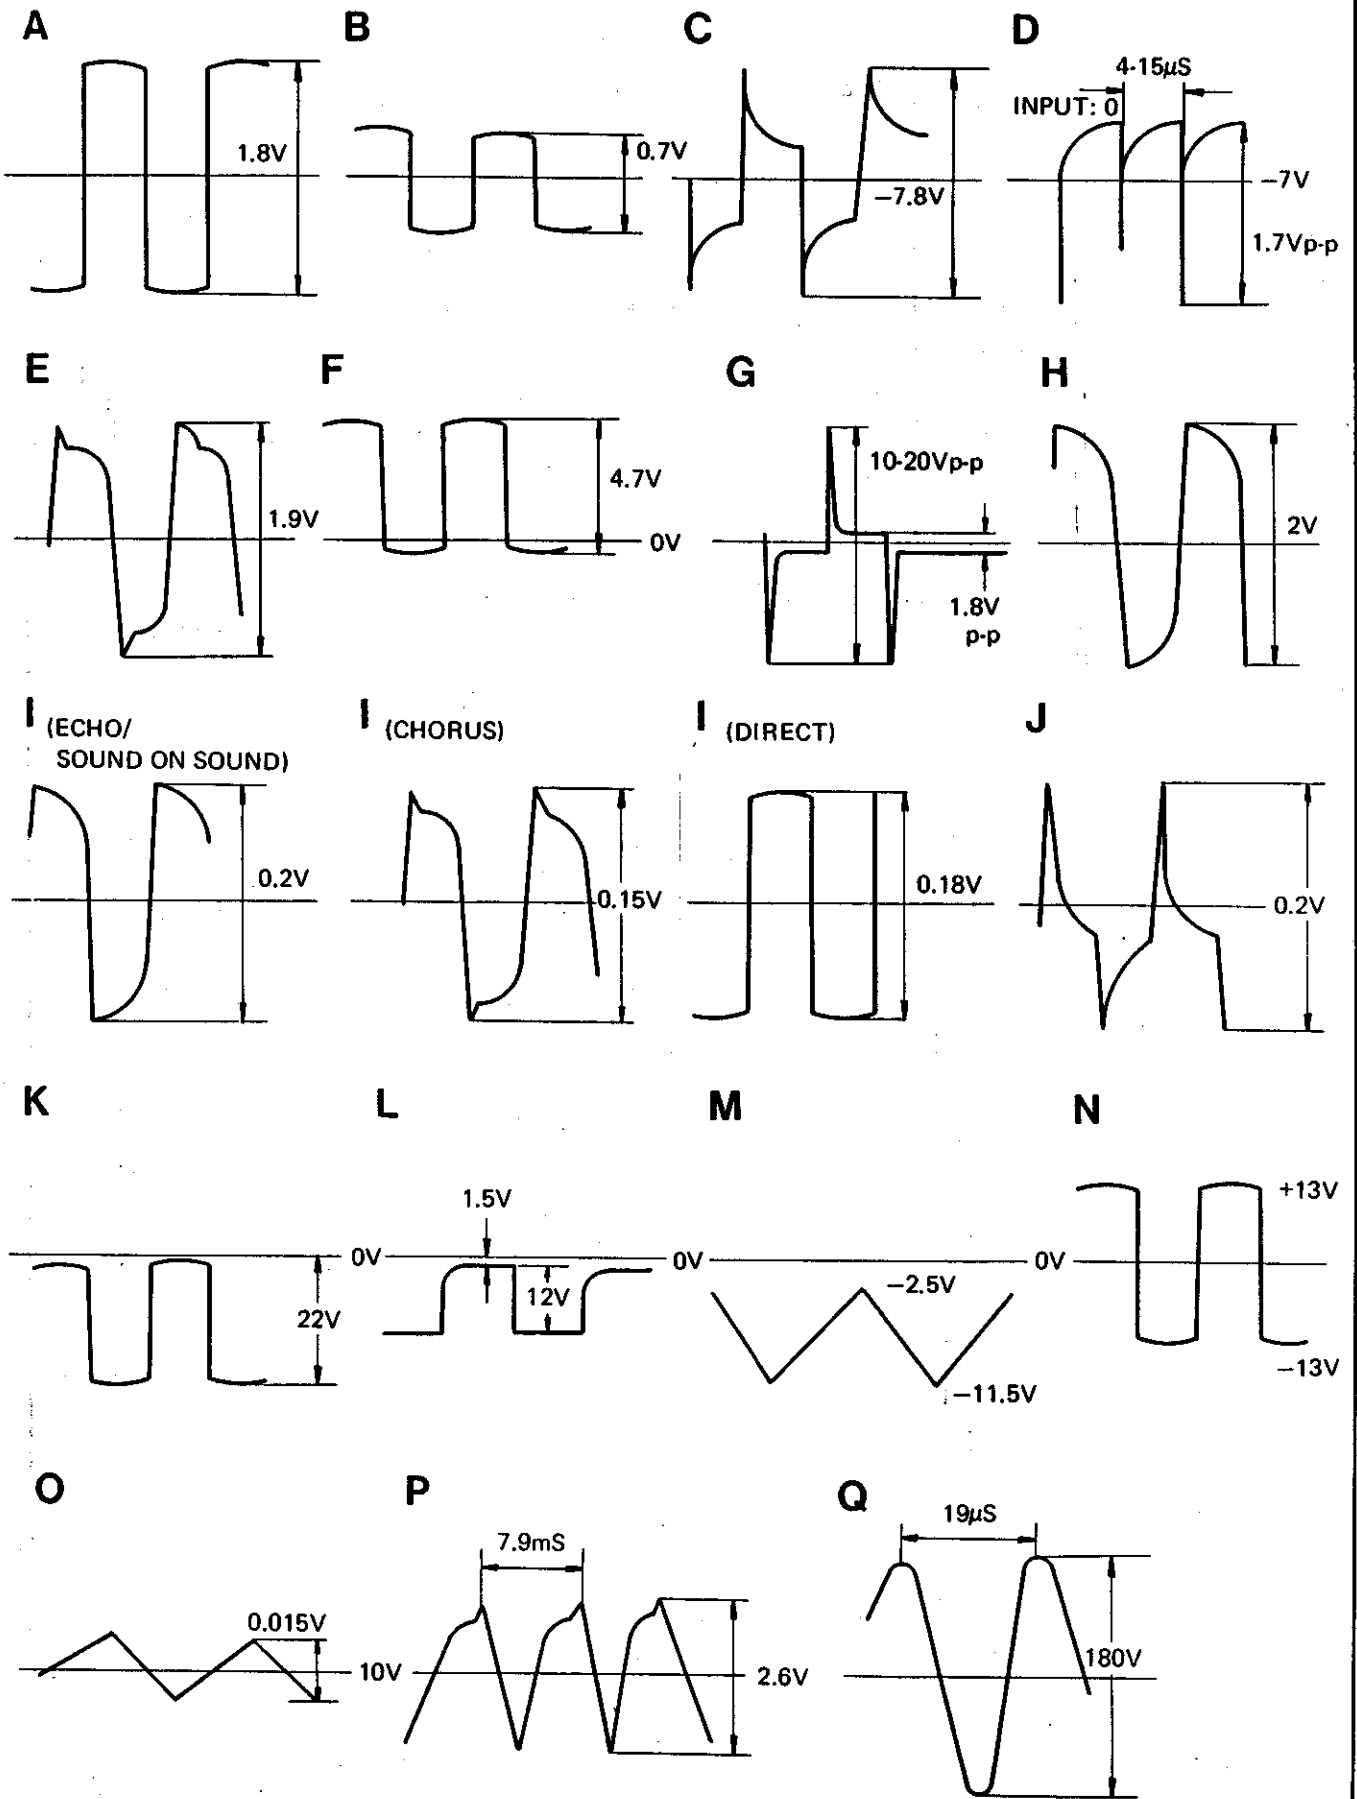 A
1.8V
B
0.7V
C
−7.8V
D
4-15μS
INPUT: 0
−7V
1.7Vp-p
E
1.9V
F
4.7V
0V
G
10-20Vp-p
1.8V
p-p
H
2V
I (ECHO/
SOUND ON SOUND)
0.2V
I (CHORUS)
0.15V
I (DIRECT)
0.18V
J
0.2V
K
0V
22V
L
1.5V
12V
0V
M
−2.5V
−11.5V
0V
N
+13V
−13V
O
0.015V
10V
P
7.9mS
2.6V
Q
19μS
180V